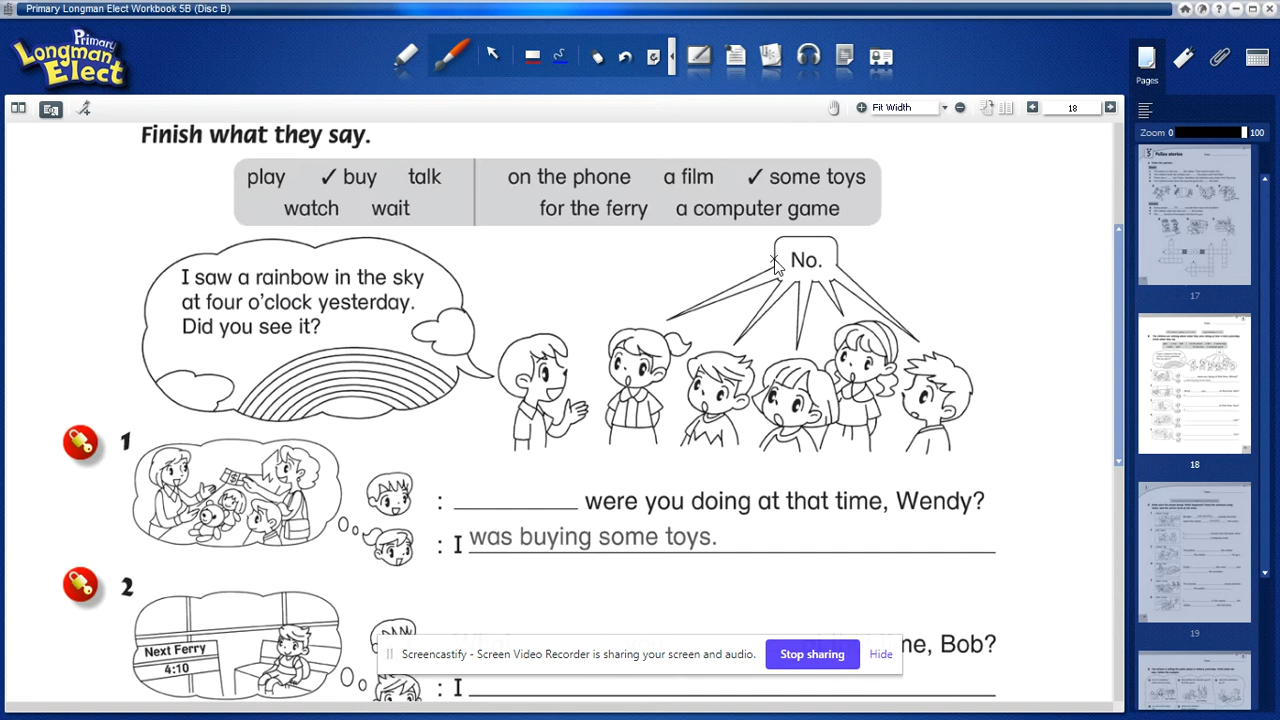 Primary Longman Elect Workbook 5B (Disc B)
Primary
Longman
Elect
Pages
Fit Width
18
Zoom 0
100
Finish what they say.
play ✓ buy talk on the phone a film ✓ some toys
watch wait for the ferry a computer game
No.
I saw a rainbow in the sky
at four o'clock yesterday.
Did you see it?
1
: ________ were you doing at that time, Wendy?
: I was buying some toys.
2
Next Ferry
4:10
me, Bob?
: I
Screencastify - Screen Video Recorder is sharing your screen and audio.
Stop sharing
Hide
17
18
19